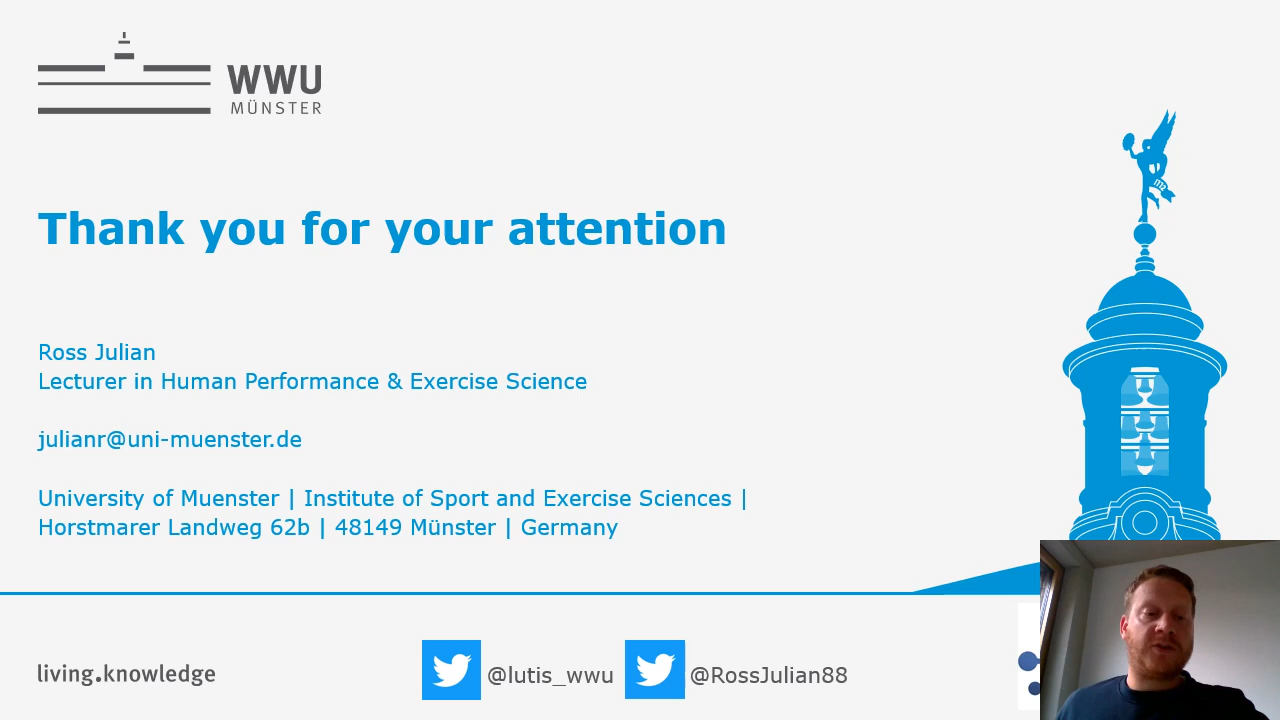 WWU
MÜNSTER
1772
Thank you for your attention
Ross Julian
Lecturer in Human Performance & Exercise Science
julianr@uni-muenster.de
University of Muenster | Institute of Sport and Exercise Sciences |
Horstmarer Landweg 62b | 48149 Münster | Germany
living.knowledge
@lutis_wwu
@RossJulian88